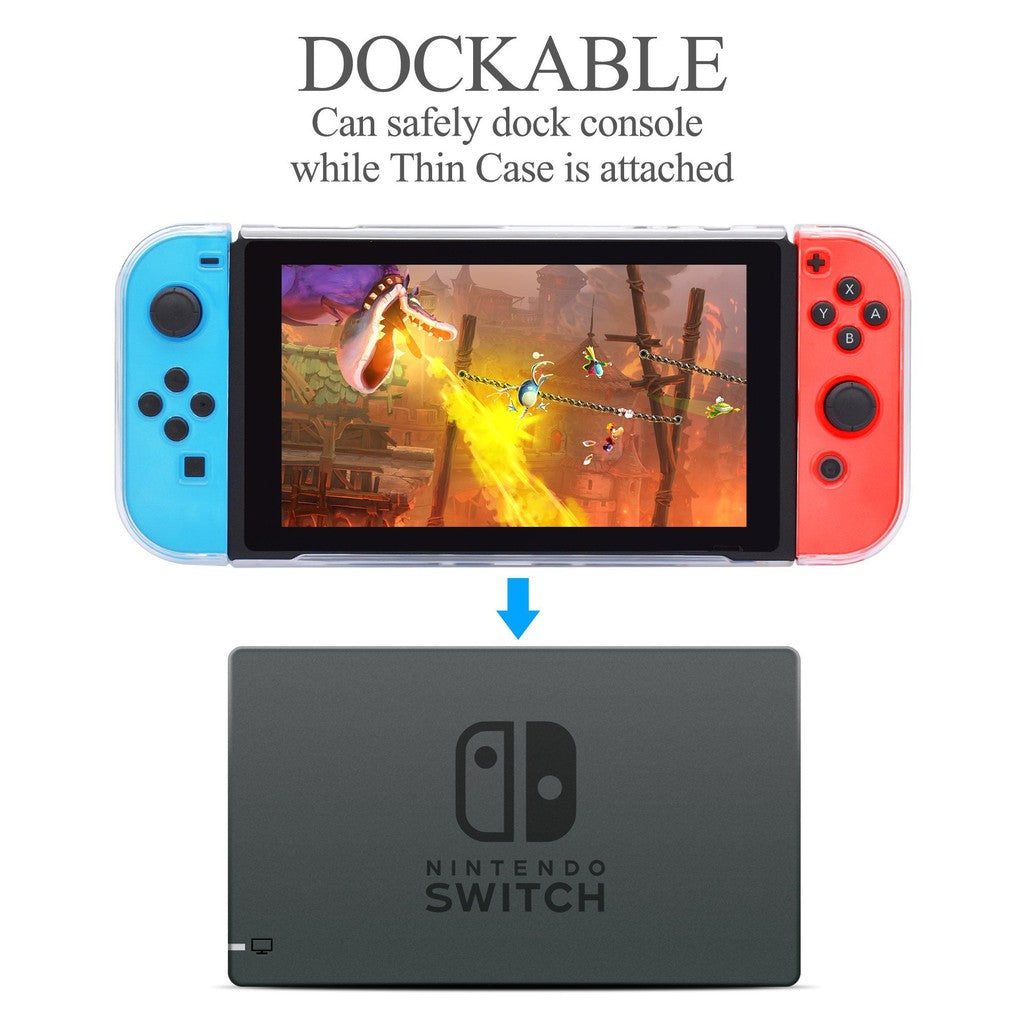 DOCKABLE
Can safely dock console
while Thin Case is attached
X
Y A
B
NINTENDO
SWITCH